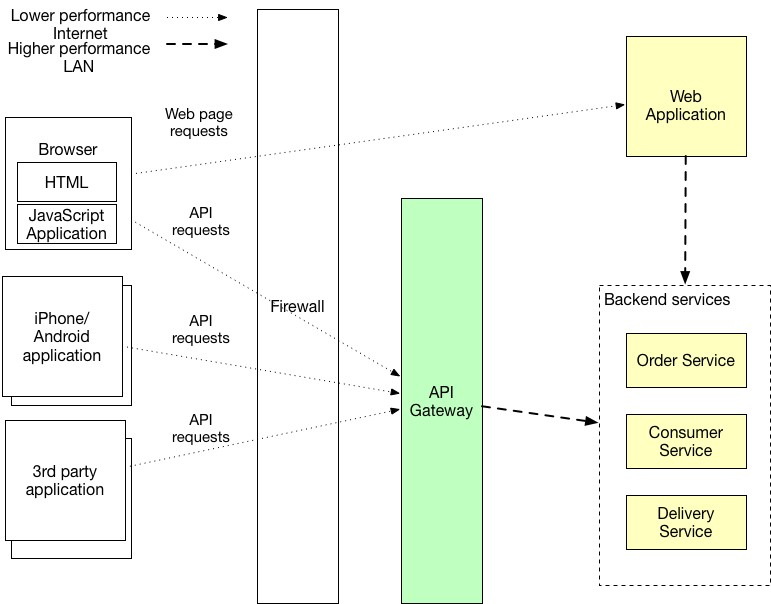 Lower performance
Internet
Higher performance
LAN
Web page
requests
Web
Application
Browser
HTML
JavaScript
Application
API
requests
Firewall
Backend services
iPhone/
Android
application
API
requests
Order Service
API
Gateway
API
requests
Consumer
Service
3rd party
application
Delivery
Service